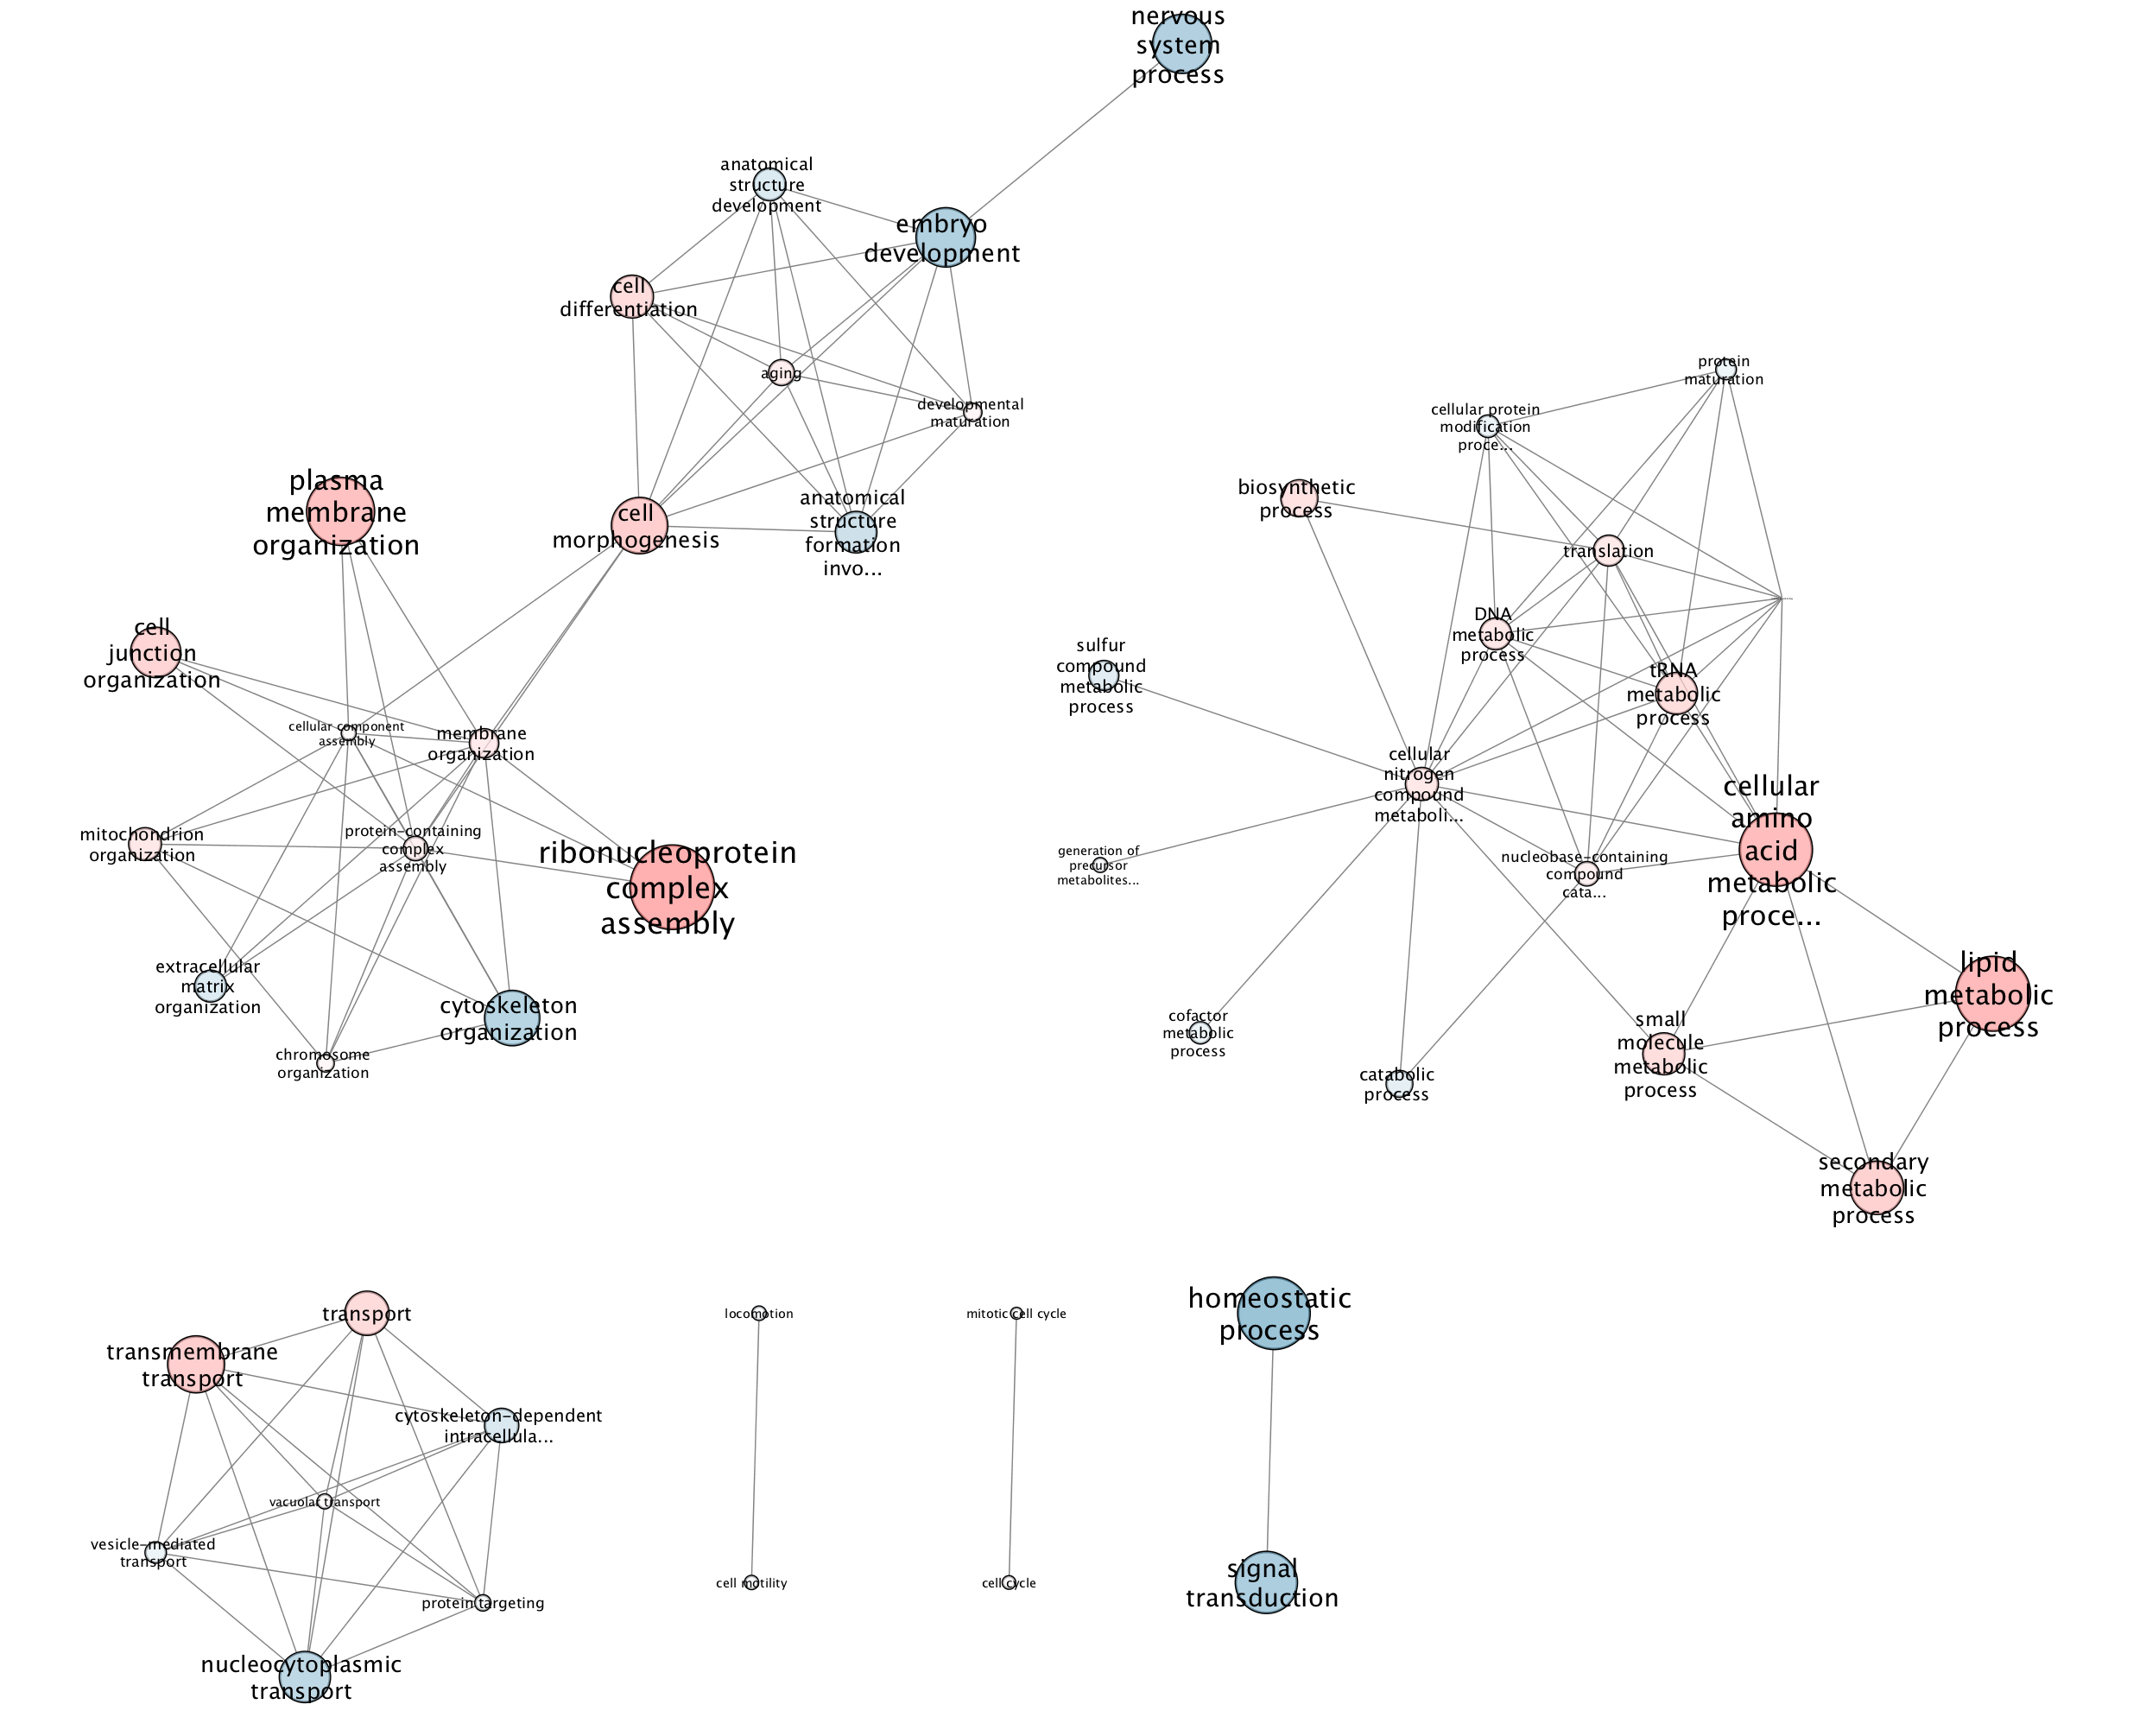 nervous
system
process
anatomical
structure
development
embryo
development
cell
differentiation
aging
developmental
maturation
cell
morphogenesis
anatomical
structure
formation
invo...
plasma
membrane
organization
cell
junction
organization
cellular component
assembly
membrane
organization
mitochondrion
organization
protein-containing
complex
assembly
ribonucleoprotein
complex
assembly
extracellular
matrix
organization
cytoskeleton
organization
chromosome
organization
protein
maturation
cellular protein
modification
proce...
biosynthetic
process
translation
DNA
metabolic
process
sulfur
compound
metabolic
process
tRNA
metabolic
process
cellular
nitrogen
compound
metaboli...
cellular
amino
acid
metabolic
proce...
generation of
precursor
metabolites...
nucleobase-containing
compound
cata...
lipid
metabolic
process
cofactor
metabolic
process
small
molecule
metabolic
process
catabolic
process
secondary
metabolic
process
transport
transmembrane
transport
cytoskeleton-dependent
intracellula...
vacuolar transport
vesicle-mediated
transport
protein targeting
nucleocytoplasmic
transport
locomotion
cell motility
mitotic cell cycle
cell cycle
homeostatic
process
signal
transduction